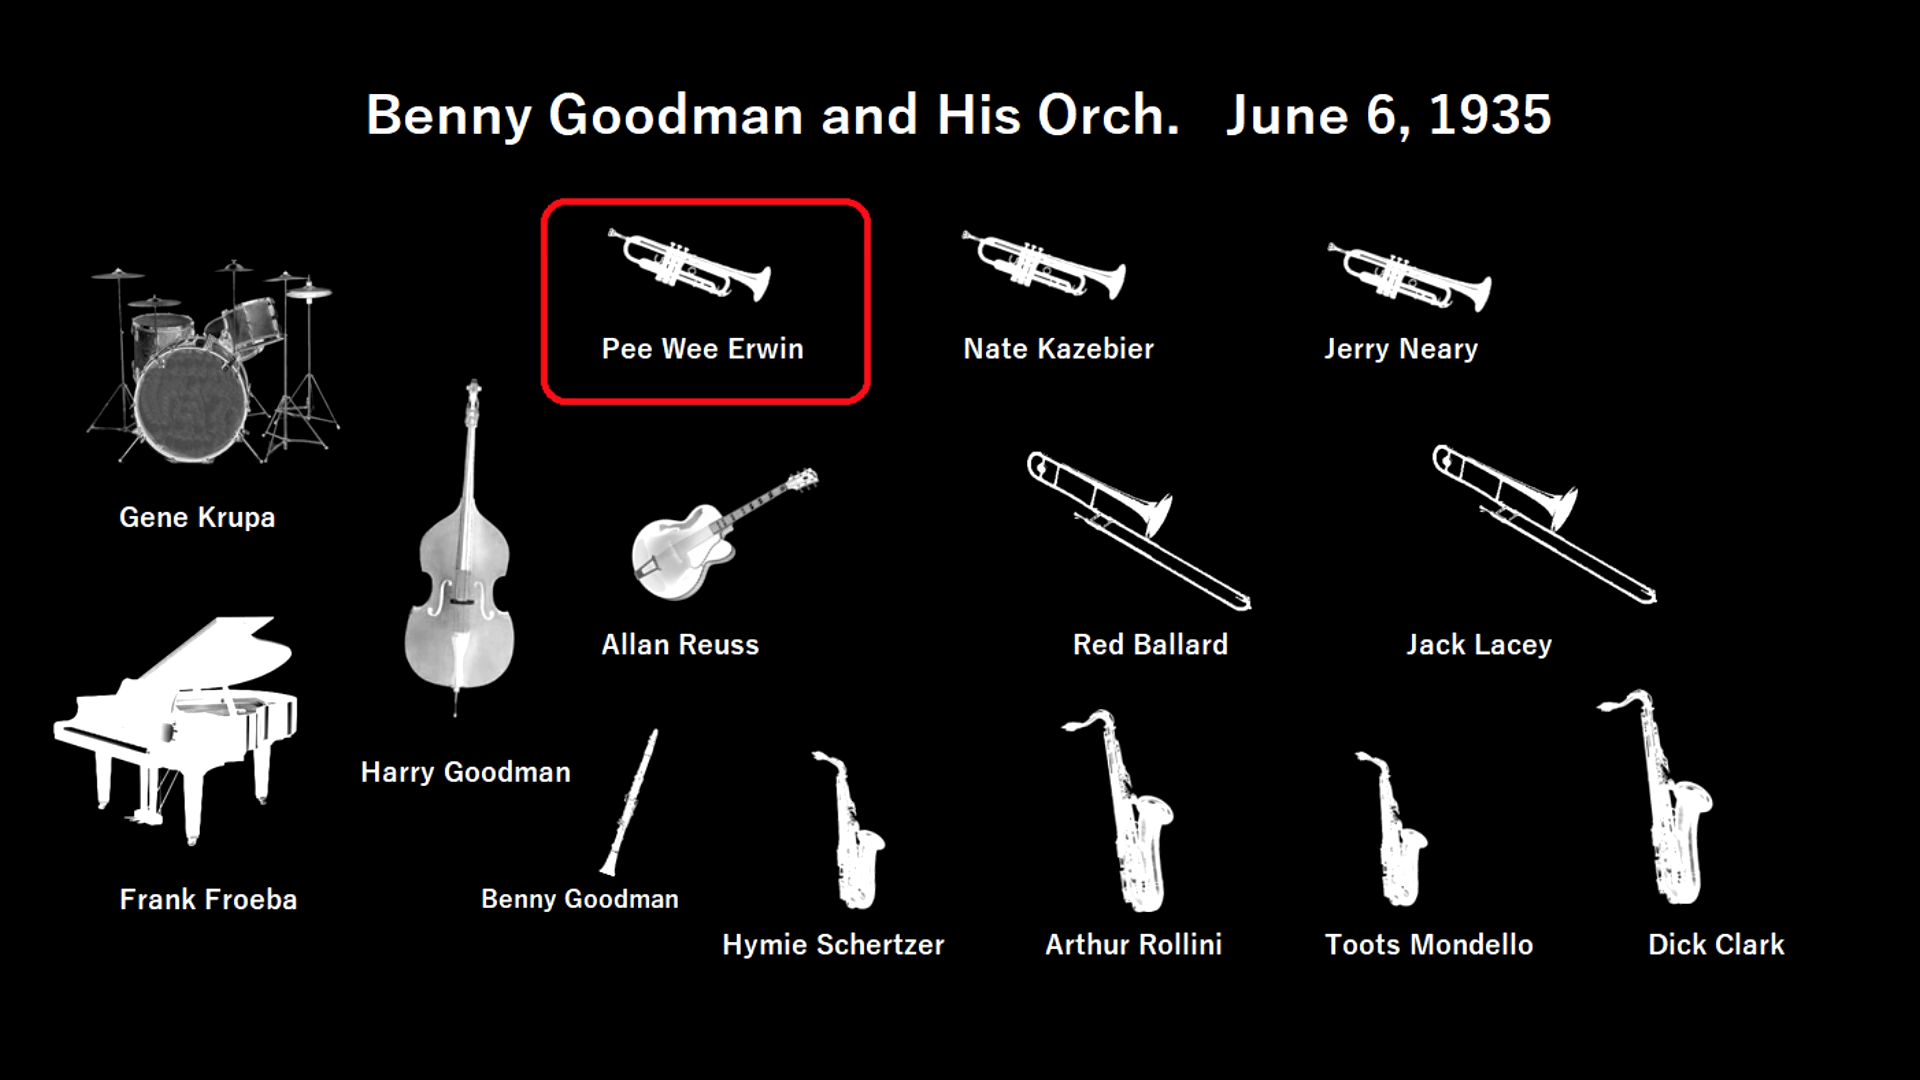 Benny Goodman and His Orch.   June 6, 1935
Pee Wee Erwin
Nate Kazebier
Jerry Neary
Gene Krupa
Allan Reuss
Red Ballard
Jack Lacey
Harry Goodman
Frank Froeba
Benny Goodman
Hymie Schertzer
Arthur Rollini
Toots Mondello
Dick Clark